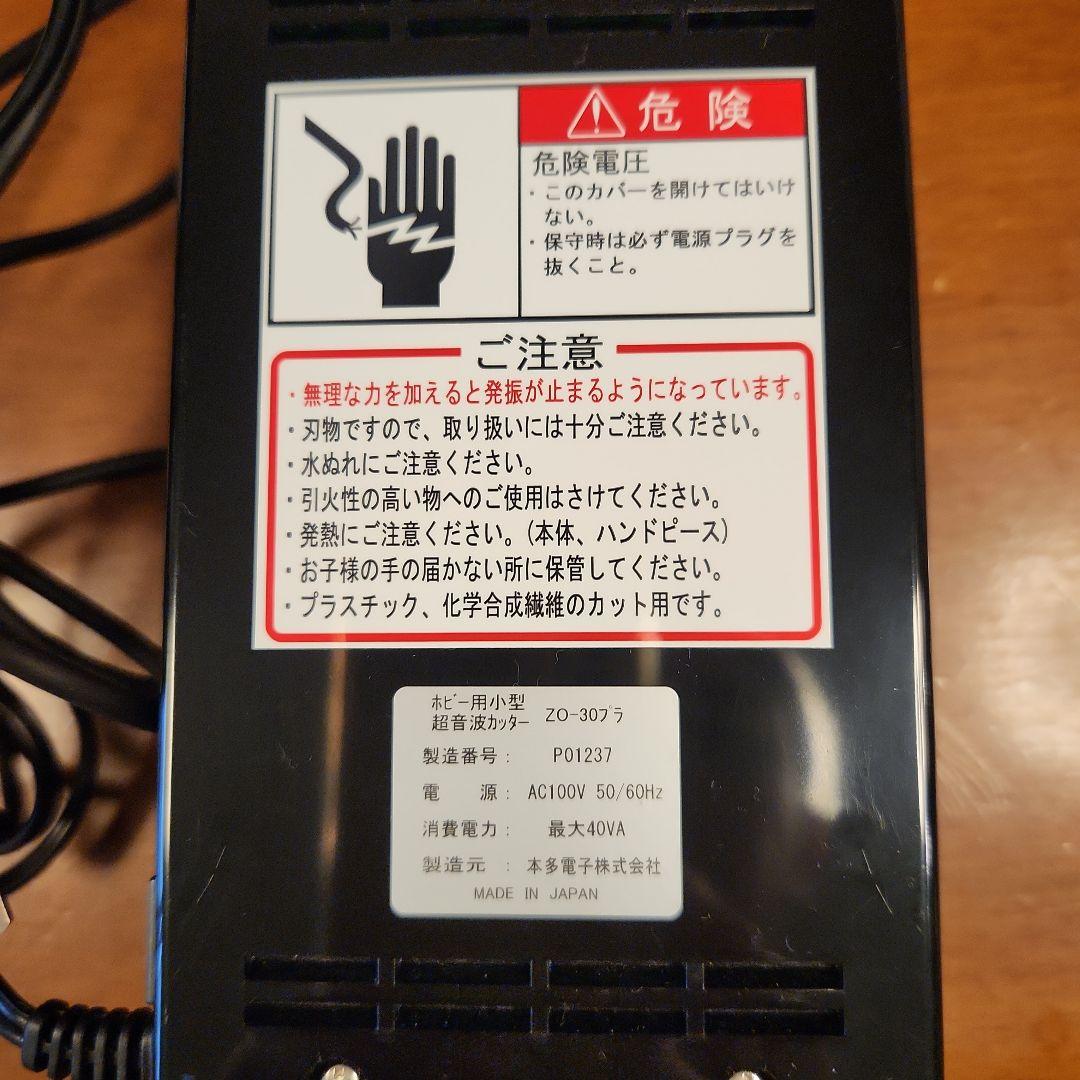 危険
危険電圧
・このカバーを開けてはいけ
ない。
・保守時は必ず電源プラグを
抜くこと。
ご注意
・無理な力を加えると発振が止まるようになっています。
・刃物ですので、取り扱いには十分ご注意ください。
・水ぬれにご注意ください。
・引火性の高い物へのご使用はさけてください。
・発熱にご注意ください。(本体、ハンドピース)
・お子様の手の届かない所に保管してください。
・プラスチック、化学合成繊維のカット用です。
ﾎﾋﾞｰ用小型
超音波ｶｯﾀｰ ZO-30ﾌﾟﾗ
製造番号: P01237
電 源: AC100V 50/60Hz
消費電力: 最大40VA
製造元 : 本多電子株式会社
MADE IN JAPAN